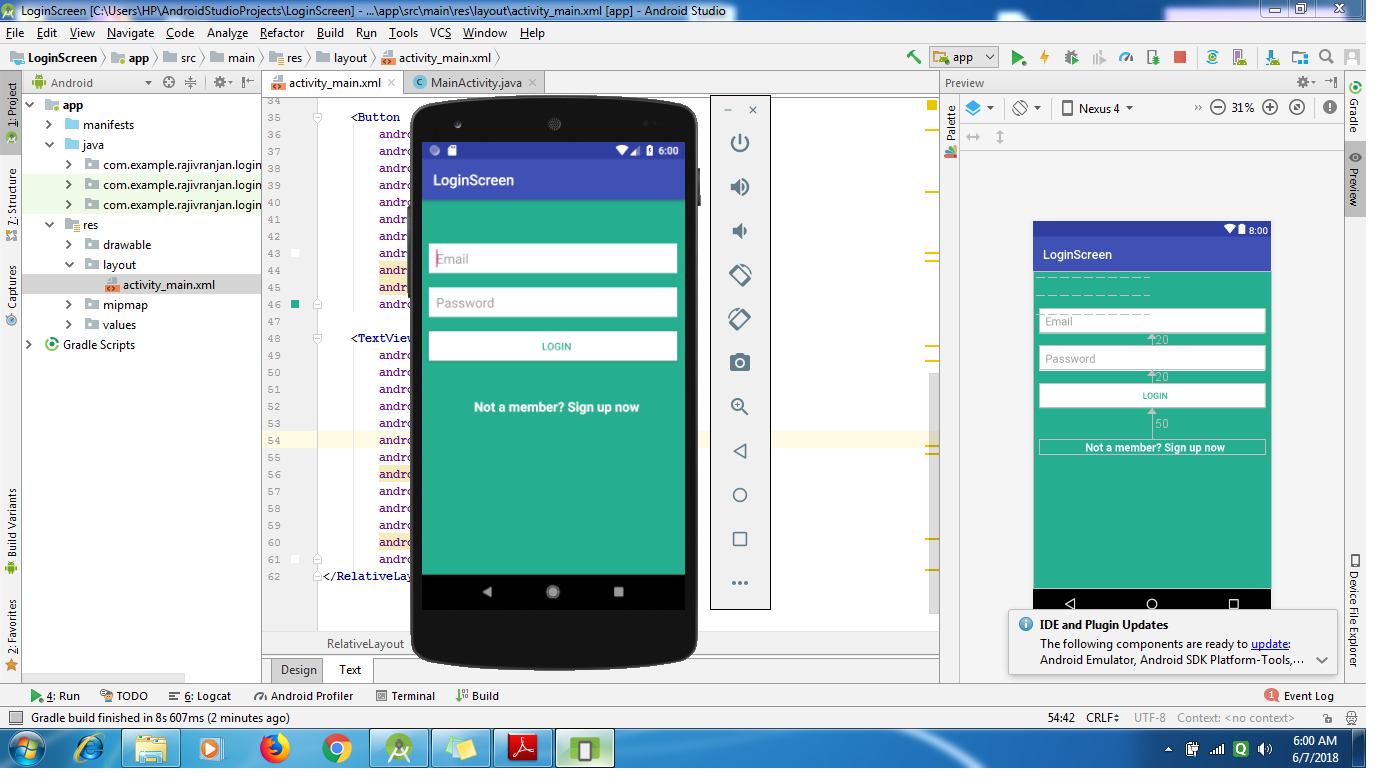 LoginScreen [C:\Users\HP\AndroidStudioProjects\LoginScreen] - ...\app\src\main\res\layout\activity_main.xml [app] - Android Studio
File Edit View Navigate Code Analyze Refactor Build Run Tools VCS Window Help
LoginScreen app src main res layout activity_main.xml app
1: Project
7: Structure
Captures
Build Variants
2: Favorites
Android
app
manifests
java
com.example.rajivranjan.login
com.example.rajivranjan.login
com.example.rajivranjan.login
res
drawable
layout
activity_main.xml
mipmap
values
Gradle Scripts
activity_main.xml MainActivity.java
34
35 <Button
36 andro
37 andro
38 andro
39 andro
40 andro
41 andro
42 andro
43 andro
44 andro
45 andro
46 andro
47
48 <TextView
49 andro
50 andro
51 andro
52 andro
53 andro
54 andro
55 andro
56 andro
57 andro
58 andro
59 andro
60 andro
61 andro
62 </RelativeLay
RelativeLayout
Design Text
6:00
LoginScreen
Email
Password
LOGIN
Not a member? Sign up now
Preview
Palette
Nexus 4 31%
8:00
LoginScreen
Email
20
Password
20
LOGIN
50
Not a member? Sign up now
Gradle
Preview
Device File Explorer
IDE and Plugin Updates
The following components are ready to update:
Android Emulator, Android SDK Platform-Tools,...
4: Run TODO 6: Logcat Android Profiler Terminal Build 1 Event Log
Gradle build finished in 8s 607ms (2 minutes ago) 54:42 CRLF UTF-8 Context: <no context>
6:00 AM
6/7/2018